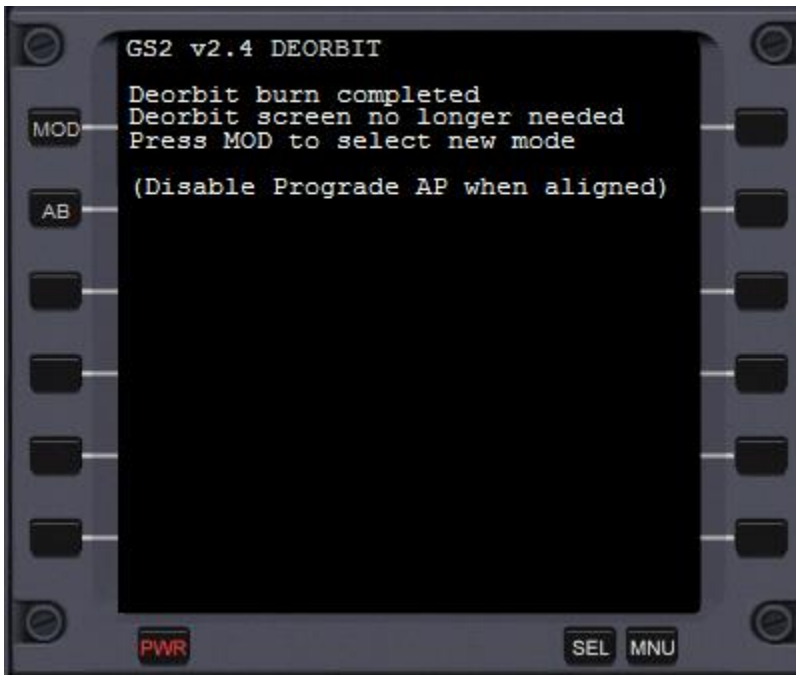 GS2 v2.4 DEORBIT
Deorbit burn completed
Deorbit screen no longer needed
MOD
Press MOD to select new mode
(Disable Prograde AP when aligned)
AB
PWR
SEL MNU